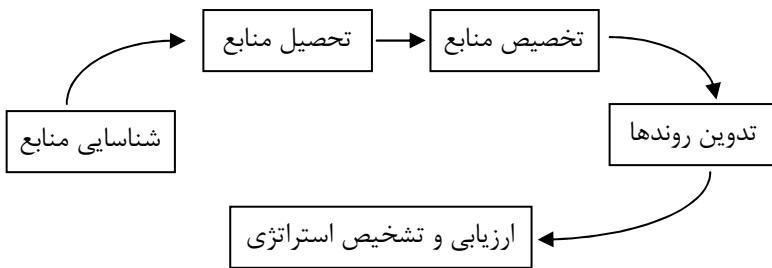 شناسایی منابع
تحصیل منابع
تخصیص منابع
تدوین روندها
ارزیابی و تشخیص استراتژی